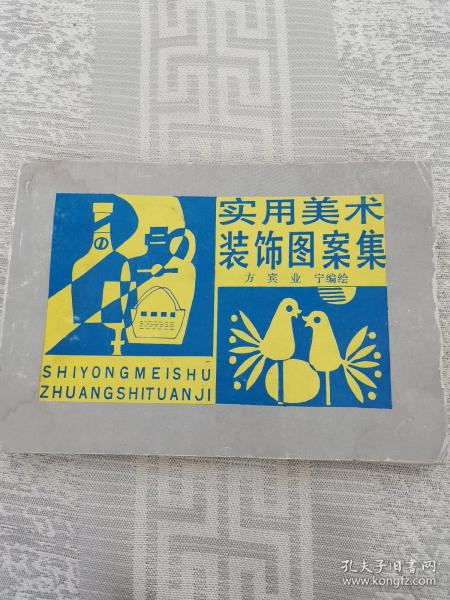 实用美术
装饰图案集
方 宾 业 宁编绘
SHIYONGMEISHU
ZHUANGSHITUANJI
孔夫子旧书网
www.kongfz.com